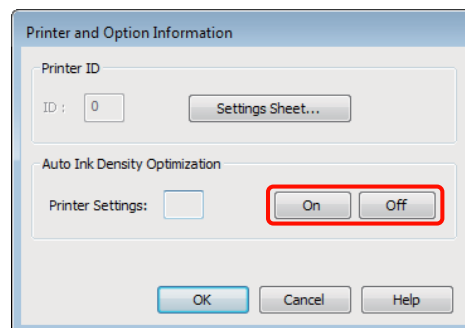 Printer and Option Information
Printer ID
ID : 0 Settings Sheet...
Auto Ink Density Optimization
Printer Settings: On Off
OK Cancel Help